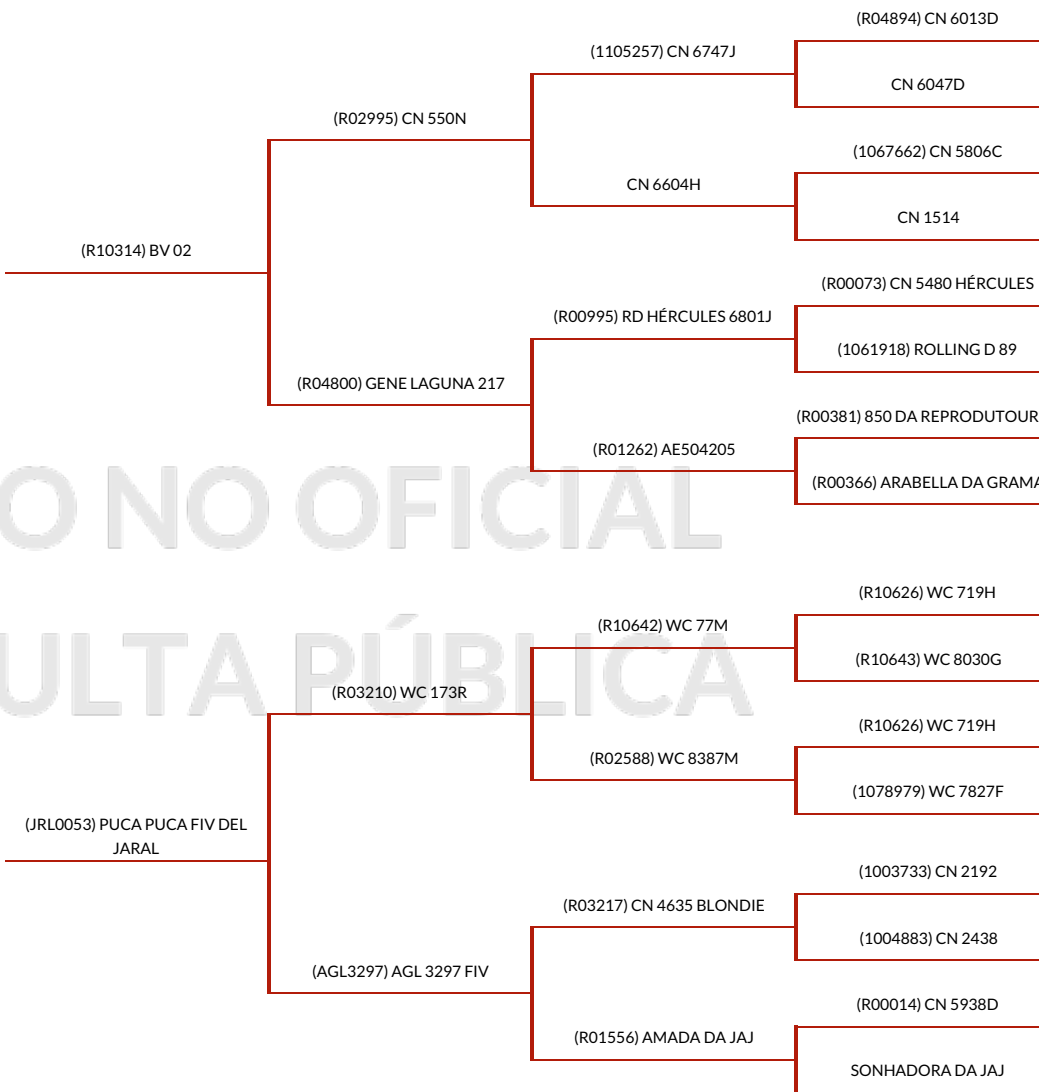 (R04894) CN 6013D
(1105257) CN 6747J
CN 6047D
(R02995) CN 550N
(1067662) CN 5806C
CN 6604H
CN 1514
(R10314) BV 02
(R00073) CN 5480 HÉRCULES
(R00995) RD HÉRCULES 6801J
(1061918) ROLLING D 89
(R04800) GENE LAGUNA 217
(R00381) 850 DA REPRODUTOUR
(R01262) AE504205
(R00366) ARABELLA DA GRAMA
O NO OFICIAL
(R10626) WC 719H
(R10642) WC 77M
(R10643) WC 8030G
ULTA PÚBLICA
(R03210) WC 173R
(R10626) WC 719H
(R02588) WC 8387M
(1078979) WC 7827F
(JRL0053) PUCA PUCA FIV DEL
JARAL
(1003733) CN 2192
(R03217) CN 4635 BLONDIE
(1004883) CN 2438
(AGL3297) AGL 3297 FIV
(R00014) CN 5938D
(R01556) AMADA DA JAJ
SONHADORA DA JAJ